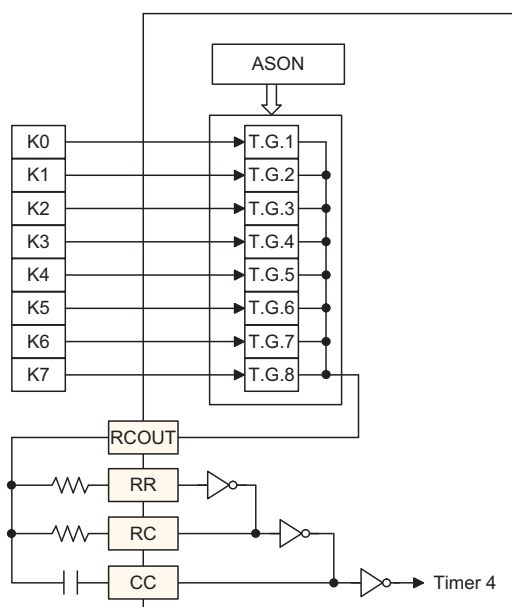 ASON
K0
T.G.1
K1
T.G.2
K2
T.G.3
K3
T.G.4
K4
T.G.5
K5
T.G.6
K6
T.G.7
K7
T.G.8
RCOUT
RR
RC
CC
Timer 4